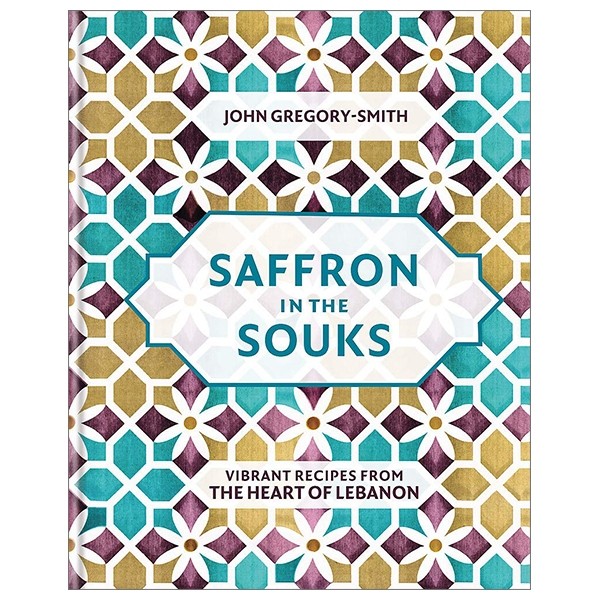 JOHN GREGORY-SMITH
SAFFRON
IN THE
SOUKS
VIBRANT RECIPES FROM
THE HEART OF LEBANON